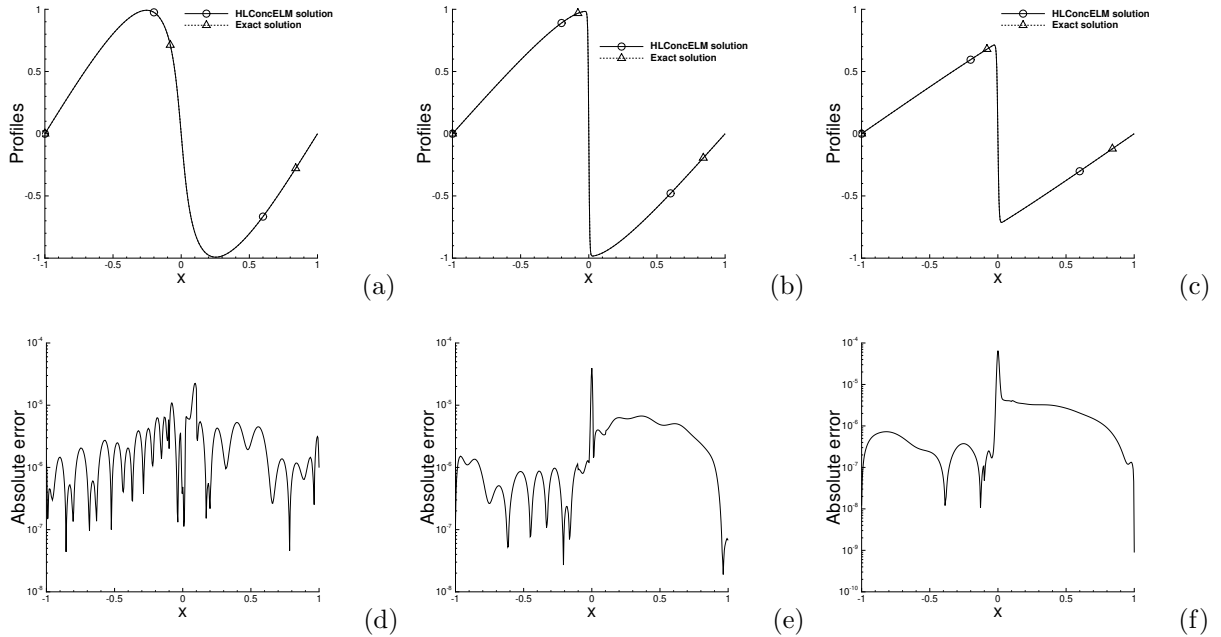 HLConcELM solution
Exact solution
Profiles
1
0.5
0
-0.5
-1
-1 -0.5 0 0.5 1
x
(a)
HLConcELM solution
Exact solution
Profiles
1
0.5
0
-0.5
-1
-1 -0.5 0 0.5 1
x
(b)
HLConcELM solution
Exact solution
Profiles
1
0.5
0
-0.5
-1
-1 -0.5 0 0.5 1
x
(c)
Absolute error
10^-4
10^-5
10^-6
10^-7
10^-8
-1 -0.5 0 0.5 1
x
(d)
Absolute error
10^-4
10^-5
10^-6
10^-7
10^-8
-1 -0.5 0 0.5 1
x
(e)
Absolute error
10^-4
10^-5
10^-6
10^-7
10^-8
10^-9
10^-10
-1 -0.5 0 0.5 1
x
(f)